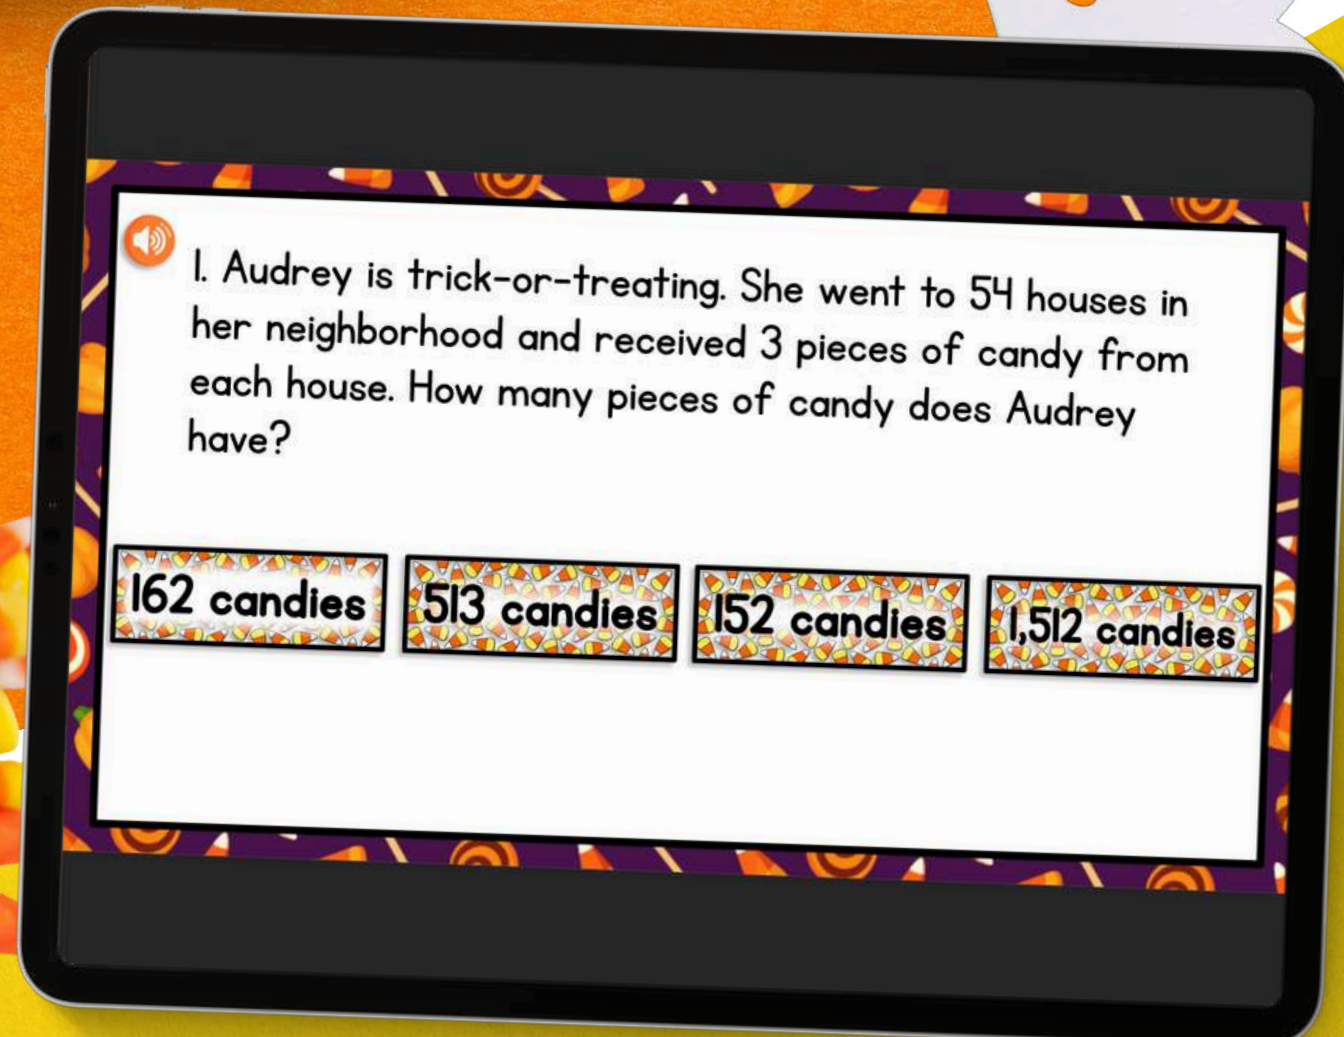 1. Audrey is trick-or-treating. She went to 54 houses in
her neighborhood and received 3 pieces of candy from
each house. How many pieces of candy does Audrey
have?
162 candies
513 candies
152 candies
1,512 candies